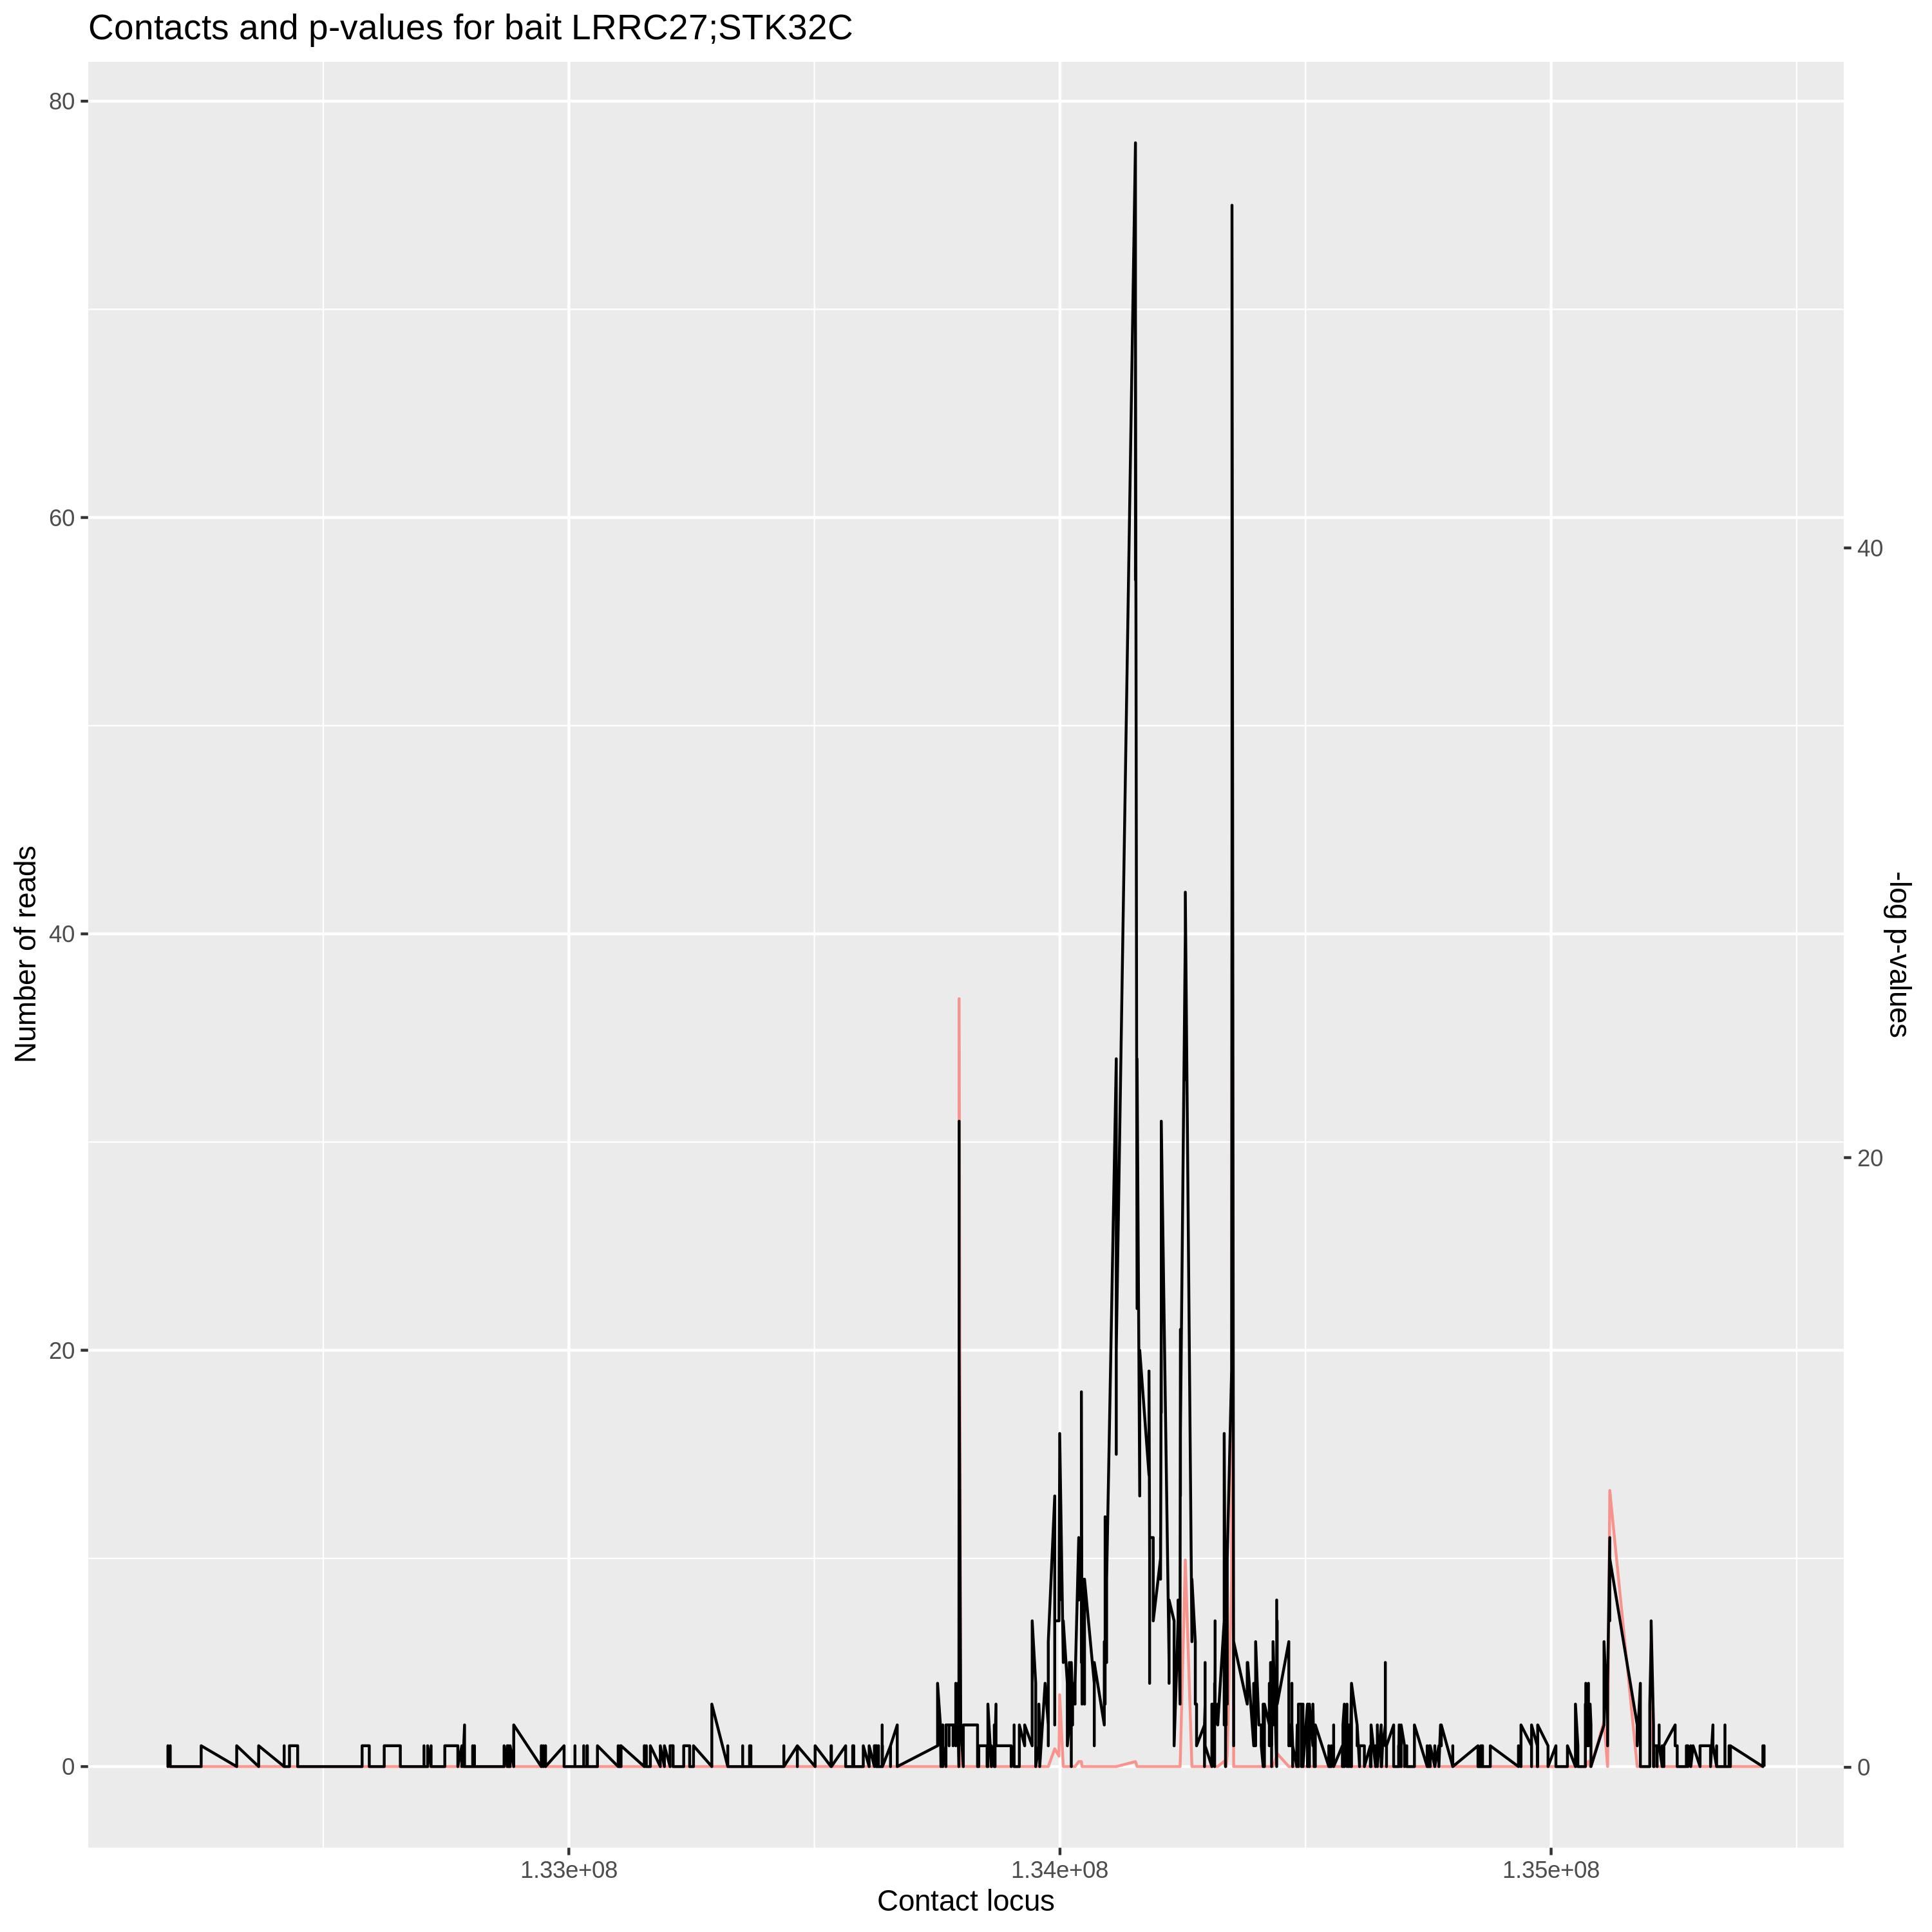 Contacts and p-values for bait LRRC27;STK32C
80
60
40
20
0
Number of reads
40
20
0
-log p-values
1.33e+08
1.34e+08
1.35e+08
Contact locus